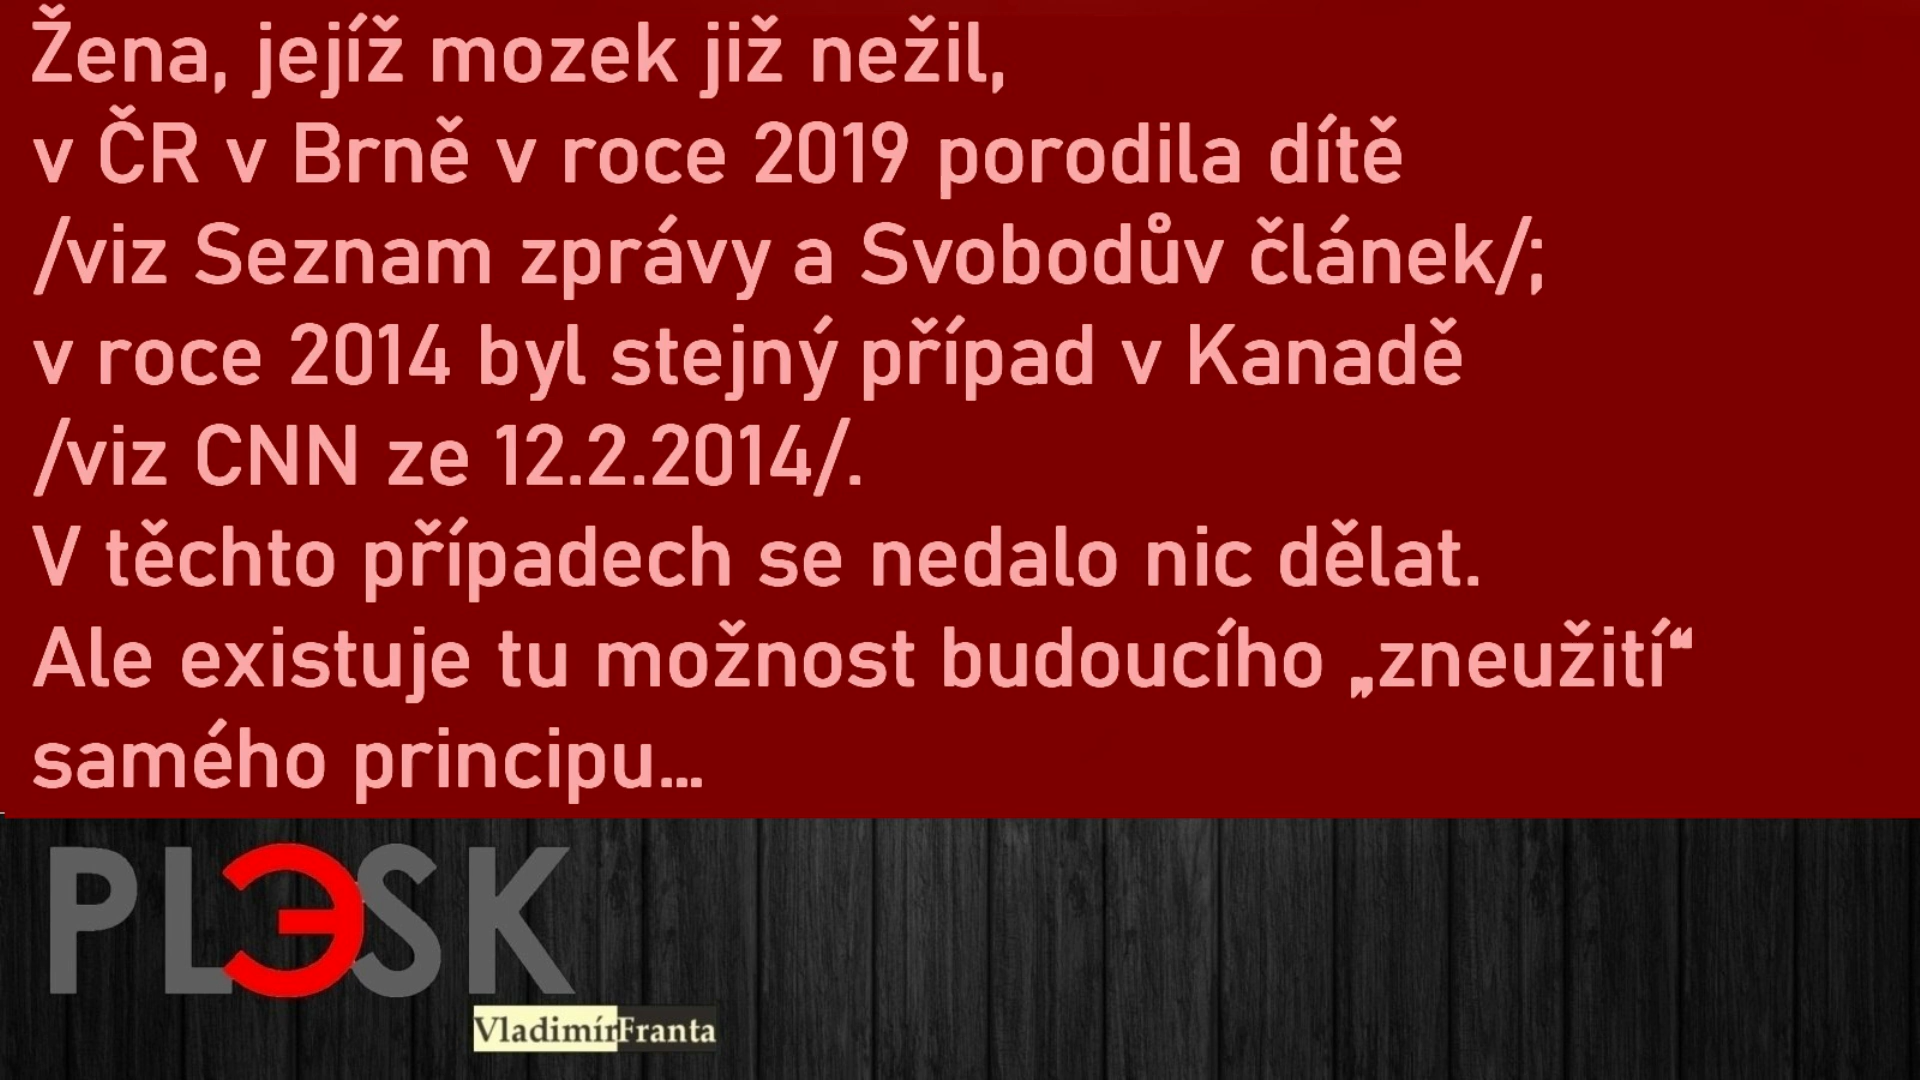 Žena, jejíž mozek již nežil,
v ČR v Brně v roce 2019 porodila dítě
/viz Seznam zprávy a Svobodův článek/;
v roce 2014 byl stejný případ v Kanadě
/viz CNN ze 12.2.2014/.
V těchto případech se nedalo nic dělat.
Ale existuje tu možnost budoucího „zneužití“
samého principu...
PLЭSK
VladimírFranta